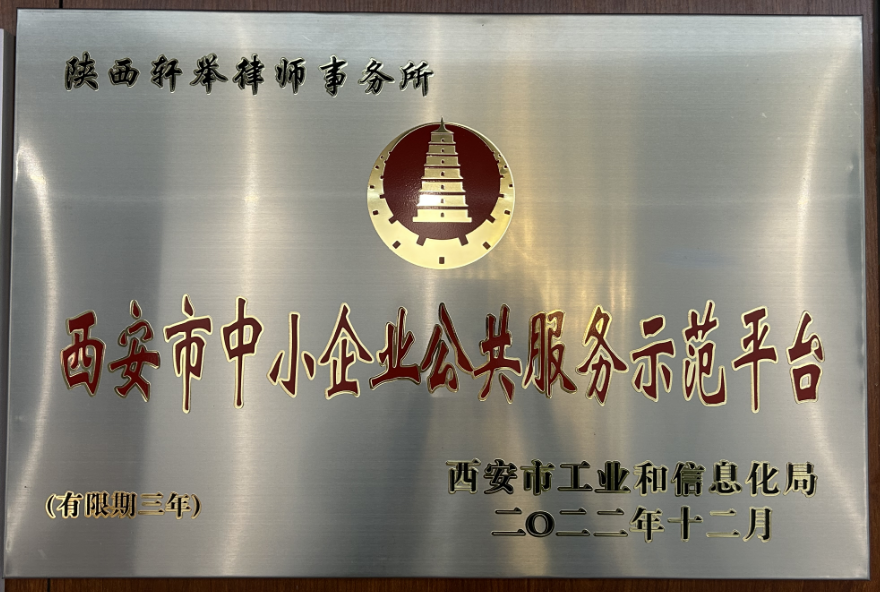 陕西轩举律师事务所
西安市中小企业公共服务示范平台
西安市工业和信息化局
(有限期三年)
二〇二二年十二月